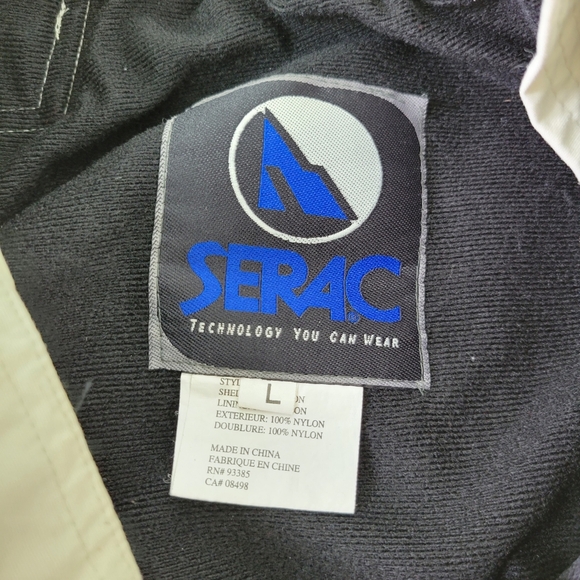 SERAC®
TECHNOLOGY YOU CAN WEAR
L
EXTERIEUR: 100% NYLON
DOUBLURE: 100% NYLON
MADE IN CHINA
FABRIQUE EN CHINE
RN# 93385
CA# 08498